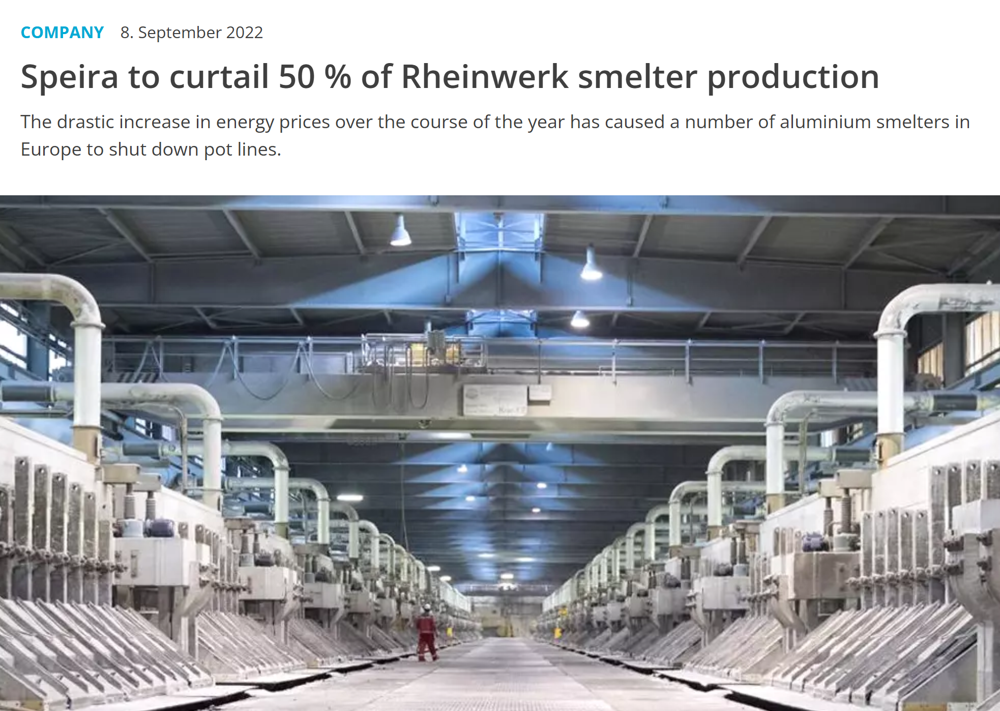 COMPANY 8. September 2022
Speira to curtail 50 % of Rheinwerk smelter production
The drastic increase in energy prices over the course of the year has caused a number of aluminium smelters in
Europe to shut down pot lines.